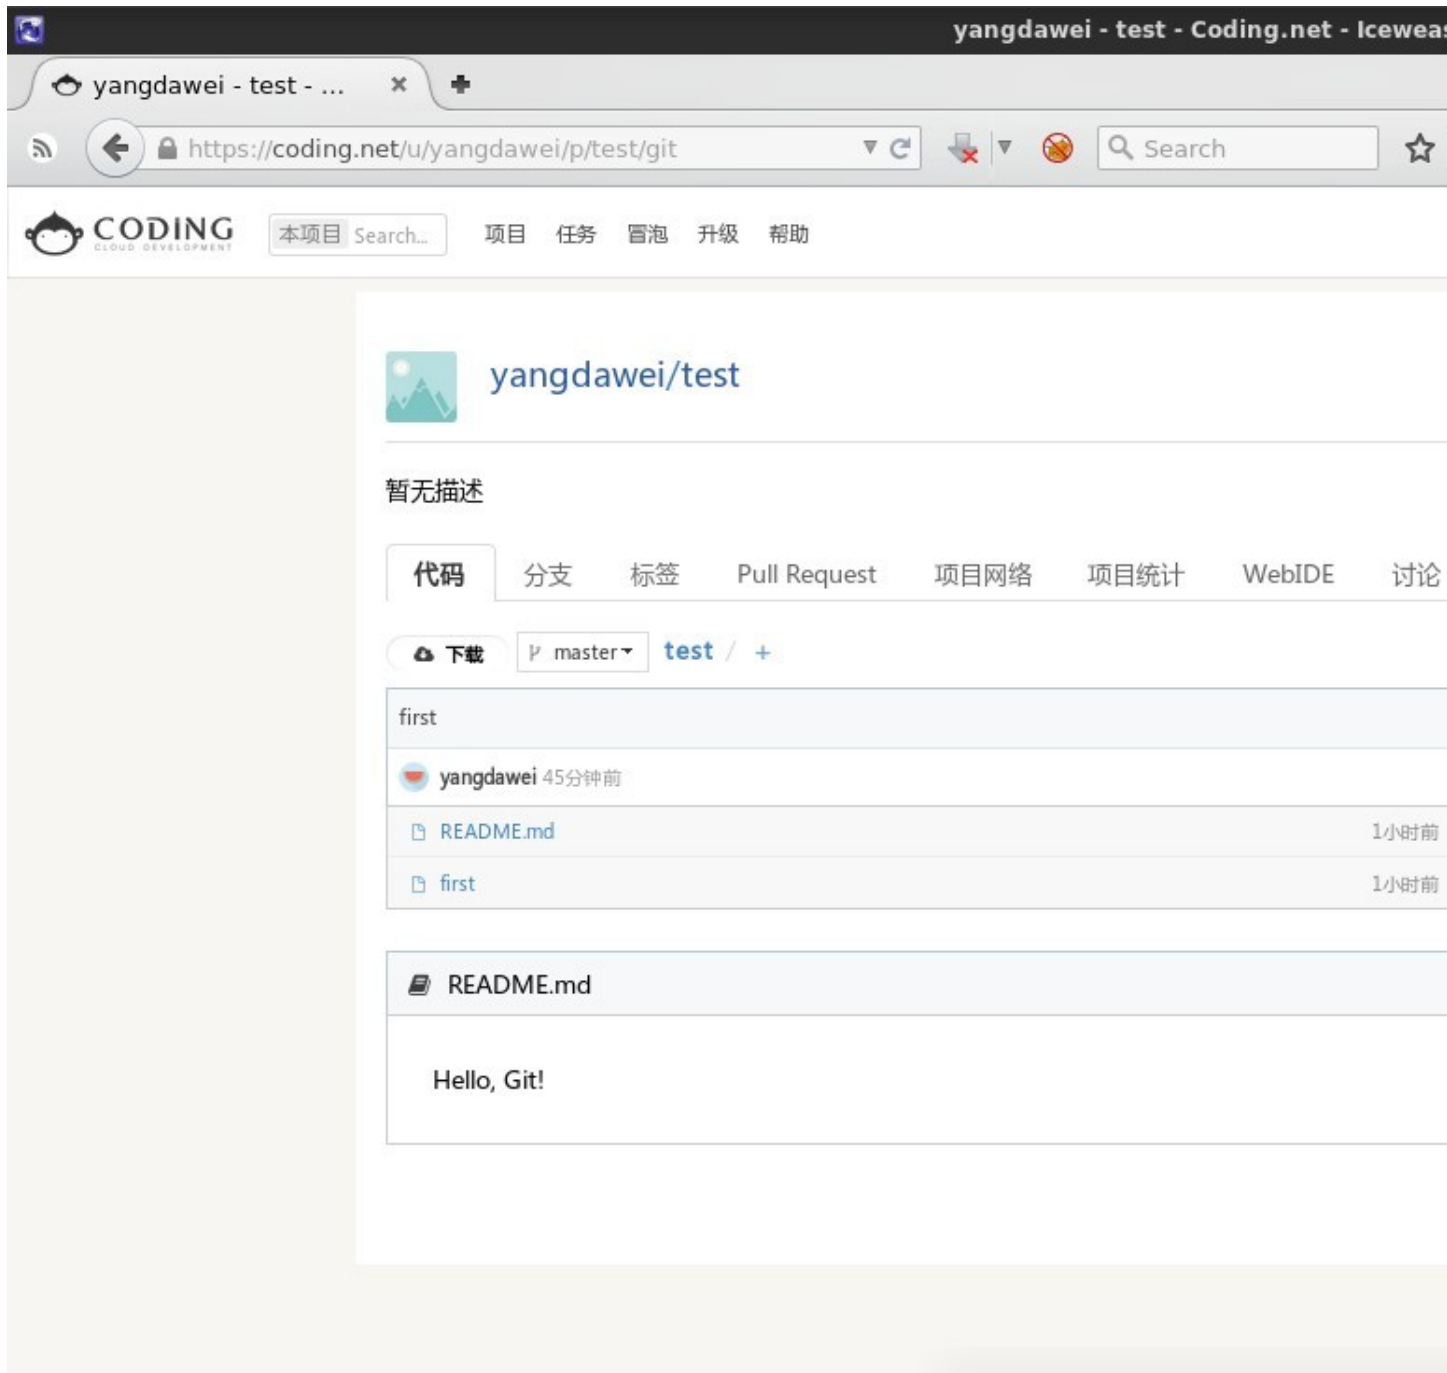 yangdawei - test - Coding.net - Iceweas
yangdawei - test - ...
https://coding.net/u/yangdawei/p/test/git
Search
CODING
CLOUD DEVELOPMENT
本项目 Search...
项目 任务 冒泡 升级 帮助
yangdawei/test
暂无描述
代码 分支 标签 Pull Request 项目网络 项目统计 WebIDE 讨论
下载 master test / +
first
yangdawei 45分钟前
README.md 1小时前
first 1小时前
README.md
Hello, Git!